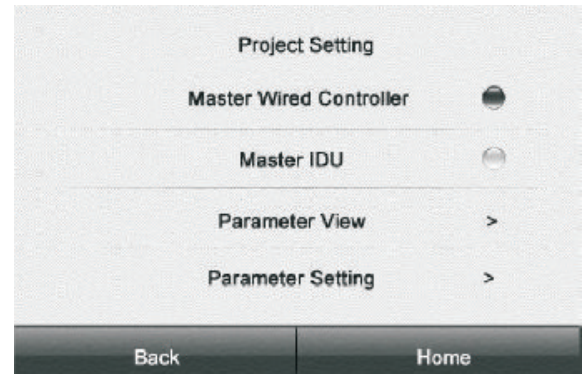 Project Setting
Master Wired Controller
Master IDU
Parameter View >
Parameter Setting >
Back Home